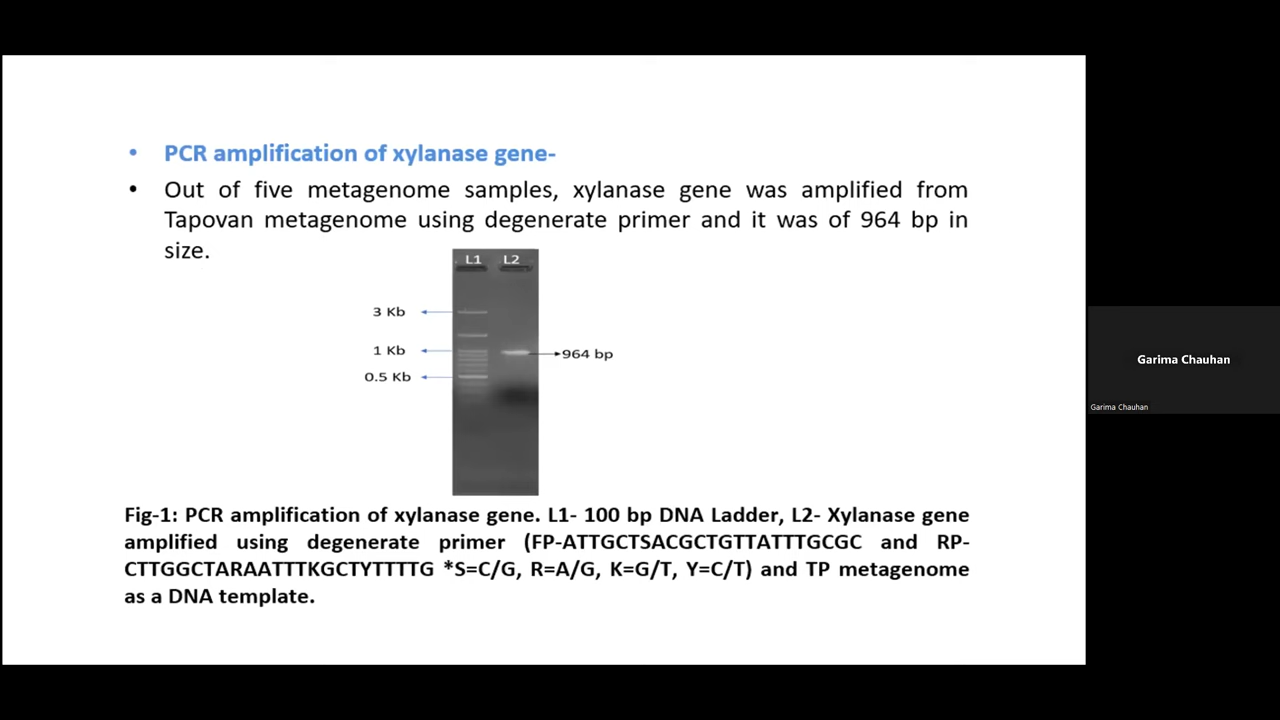 • PCR amplification of xylanase gene-
• Out of five metagenome samples, xylanase gene was amplified from
Tapovan metagenome using degenerate primer and it was of 964 bp in
size.
L1 L2
3 Kb
1 Kb
964 bp
0.5 Kb
Fig-1: PCR amplification of xylanase gene. L1- 100 bp DNA Ladder, L2- Xylanase gene
amplified using degenerate primer (FP-ATTGCTSACGCTGTTATTTGCGC and RP-
CTTGGCTARAATTTKGCTYTTTTG *S=C/G, R=A/G, K=G/T, Y=C/T) and TP metagenome
as a DNA template.
Garima Chauhan
Garima Chauhan